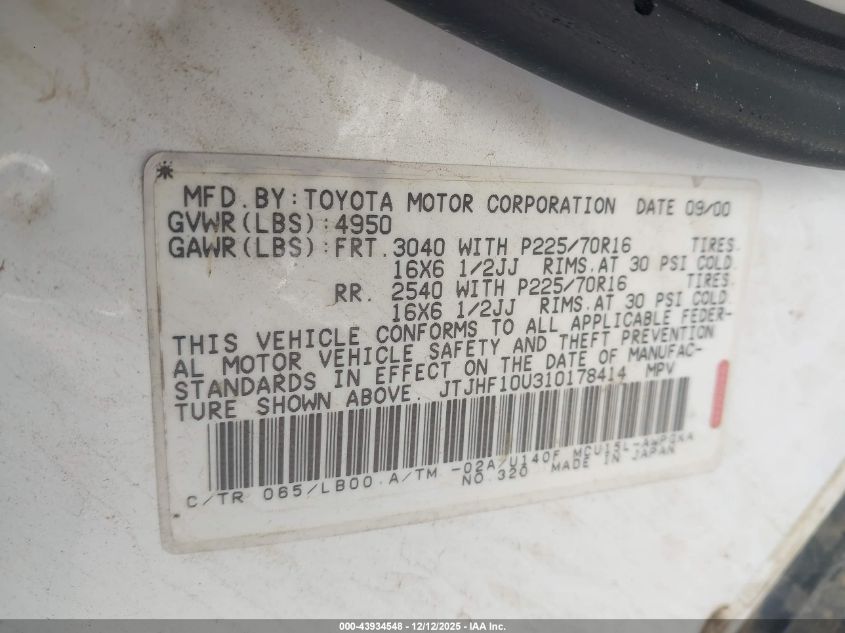 MFD. BY: TOYOTA MOTOR CORPORATION DATE 09/00
GVWR(LBS):4950
GAWR(LBS):FRT. 3040 WITH P225/70R16 TIRES.
16X6 1/2JJ RIMS.AT 30 PSI COLD.
RR. 2540 WITH P225/70R16 TIRES.
16X6 1/2JJ RIMS.AT 30 PSI COLD.
THIS VEHICLE CONFORMS TO ALL APPLICABLE FEDER-
AL MOTOR VEHICLE SAFETY AND THEFT PREVENTION
STANDARDS IN EFFECT ON THE DATE OF MANUFAC-
TURE SHOWN ABOVE. JTJHF10U310178414 MPV
C/TR 065/LB00 A/TM -02A/U140F MCU15L-AWPGKA
NO.320 MADE IN JAPAN
000-43934548 - 12/12/2025 - IAA Inc.